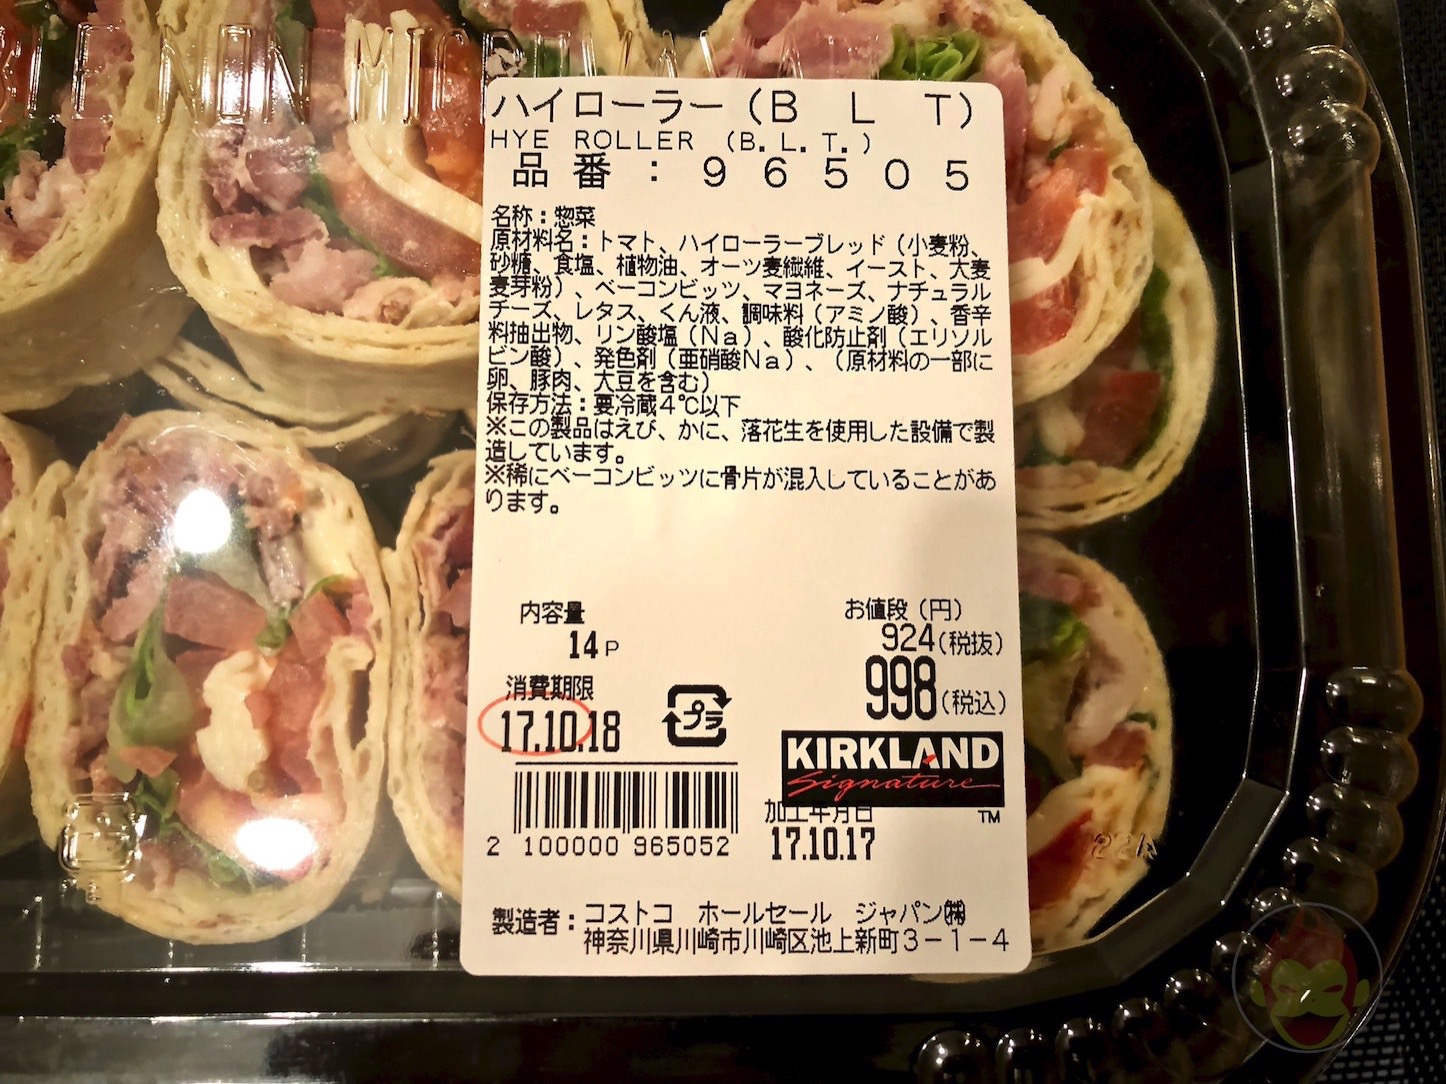 ハイローラー(B L T)
HYE ROLLER (B.L.T.)
品番:96505
名称:惣菜
原材料名:トマト、ハイローラーブレッド(小麦粉、
砂糖、食塩、植物油、オーツ麦繊維、イースト、大麦
麦芽粉)、ベーコンビッツ、マヨネーズ、ナチュラル
チーズ、レタス、くん液、調味料(アミノ酸)、香辛
料抽出物、リン酸塩(Na)、酸化防止剤(エリソル
ビン酸)、発色剤(亜硝酸Na)、(原材料の一部に
卵、豚肉、大豆を含む)
保存方法:要冷蔵4℃以下
※この製品はえび、かに、落花生を使用した設備で製
造しています。
※稀にベーコンビッツに骨片が混入していることがあ
ります。
内容量
14P
お値段(円)
924(税抜)
998(税込)
消費期限
17.10.18
プラ
KIRKLAND
Signature
TM
加工年月日
17.10.17
2 100000 965052
製造者:コストコ ホールセール ジャパン㈱
神奈川県川崎市川崎区池上新町3-1-4